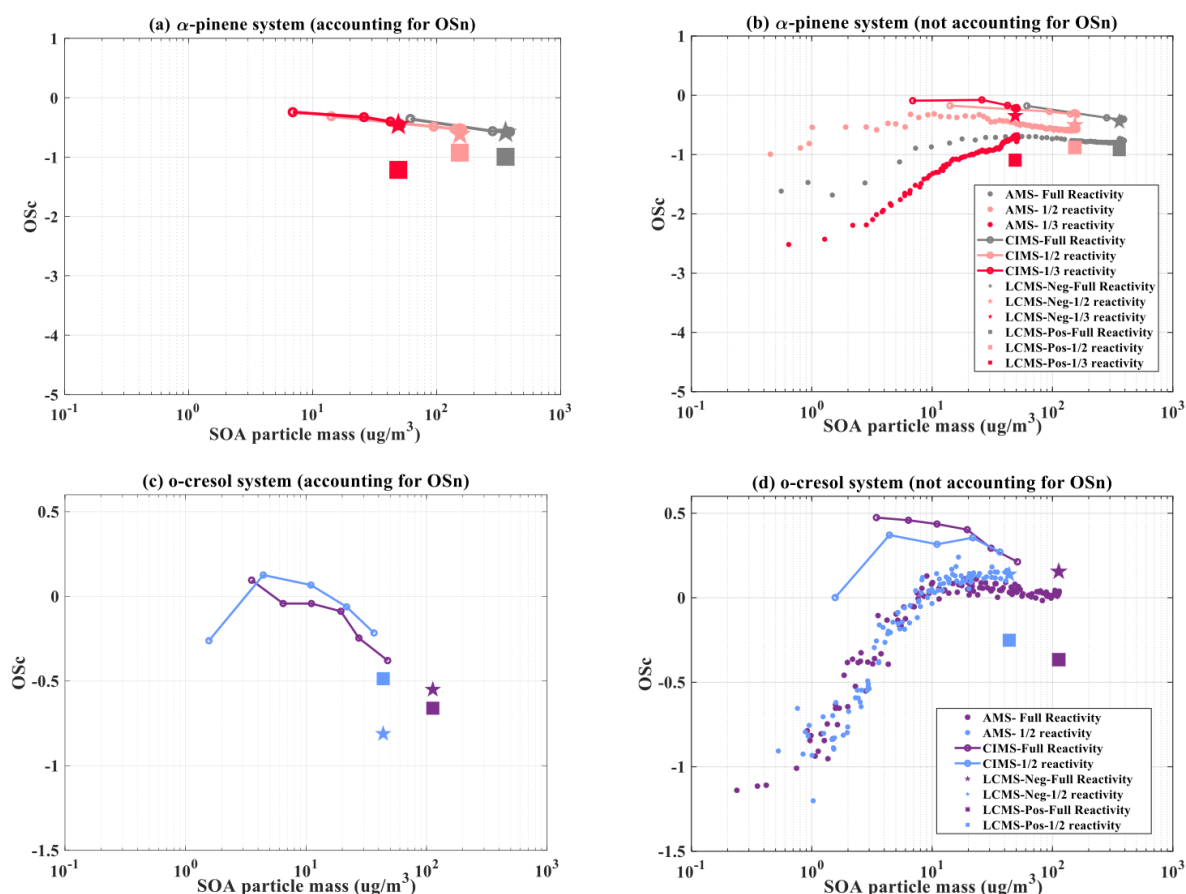 (a) α-pinene system (accounting for OSn)
1
0
-1
-2
-3
-4
-5
OSc
10^-1
10^0
10^1
10^2
10^3
SOA particle mass (ug/m^3)
(b) α-pinene system (not accounting for OSn)
1
0
-1
-2
-3
-4
-5
OSc
AMS- Full Reactivity
AMS- 1/2 reactivity
AMS- 1/3 reactivity
CIMS-Full Reactivity
CIMS-1/2 reactivity
CIMS-1/3 reactivity
LCMS-Neg-Full Reactivity
LCMS-Neg-1/2 reactivity
LCMS-Neg-1/3 reactivity
LCMS-Pos-Full Reactivity
LCMS-Pos-1/2 reactivity
LCMS-Pos-1/3 reactivity
10^-1
10^0
10^1
10^2
10^3
SOA particle mass (ug/m^3)
(c) o-cresol system (accounting for OSn)
0.5
0
-0.5
-1
-1.5
OSc
10^-1
10^0
10^1
10^2
10^3
SOA particle mass (ug/m^3)
(d) o-cresol system (not accounting for OSn)
0.5
0
-0.5
-1
-1.5
OSc
AMS- Full Reactivity
AMS- 1/2 reactivity
CIMS-Full Reactivity
CIMS-1/2 reactivity
LCMS-Neg-Full Reactivity
LCMS-Neg-1/2 reactivity
LCMS-Pos-Full Reactivity
LCMS-Pos-1/2 reactivity
10^-1
10^0
10^1
10^2
10^3
SOA particle mass (ug/m^3)